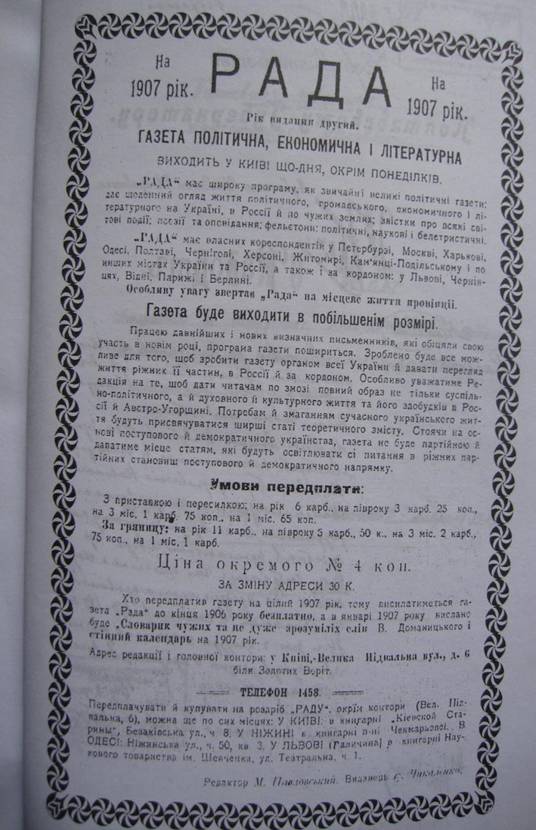 На 1907 рік. РАДА На 1907 рік.
Рік видання другий.
ГАЗЕТА ПОЛІТИЧНА, ЕКОНОМИЧНА І ЛІТЕРАТУРНА
ВИХОДИТЬ У КИЇВІ ЩО-ДНЯ, ОКРІМ ПОНЕДІЛКІВ.
„РАДА“ має широку програму, як звичайні великі політичні газети:
дає щоденний огляд життя політичного, громадського, економичного і лі-
тературного на Україні, в Россії й по чужих землях; звістки про всякі сві-
тові події; поезії та оповідання; фельєтони: політичні, наукові і белетристичні.
„РАДА“ має власних кореспондентів у Петербурзі, Москві, Харькові,
Одесі, Полтаві, Чернігові, Херсоні, Житомирі, Кам'янці-Подільському і по
инших містах України та Россії, а також і за кордоном: у Львові, Чернів-
цях, Відні, Парижі і Берлині.
Особливу увагу звертає „Рада“ на місцеве життя провінції.
Газета буде виходити в побільшенім розмірі.
Працею давнійших і нових визначних письменників, які обіцяли свою
участь в новім році, програма газети пошириться. Зроблено буде все мож-
ливе для того, щоб зробити газету органом всієї України й давати перегляд
життя ріжних її частин, в Россії й за кордоном. Особливо уважатиме Ре-
дакція на те, щоб дати читачам по змозі повний образ не тільки суспіль-
но-політичного, а й духовного й культурного життя та його здобутків в Рос-
сії й Австро-Угорщині. Потребам й змаганням сучасного українського жит-
тя будуть присвячуватися ширші статі теоретичного змісту. Стоячи на ос-
нові поступового й демократичного українства, газета не буде партійною й
даватиме місце статям, які будуть освітлювати сі питання в ріжних пар-
тійних становищ поступового й демократичного напрямку.
Умови передплати:
З приставкою і пересилкою: на рік 6 карб., на півроку 3 карб. 25 коп.,
на 3 міс. 1 карб. 75 коп., на 1 міс. 65 коп.
За границю: на рік 11 карб., на півроку 5 карб., 50 к., на 3 міс. 2 карб.,
75 коп., на 1 міс. 1 карб.
Ціна окремого № 4 коп.
ЗА ЗМІНУ АДРЕСИ 30 К.
Хто передплатив газету на цілий 1907 рік, тому висилатиметься га-
зета „Рада“ до кінця 1906 року безплатно, а в январі 1907 року вислано
буде „Словарик чужих та не дуже зрозумілих слів В. Доманицького і
стінний календарь на 1907 рік.
Адрес редакції і головної контори: у Київі,-Велика Підвальна вул., д. 6
біля Золотих Воріт.
ТЕЛЕФОН 1458.
Передплачувати й купувати на роздріб „РАДУ“, окрім контори (Вел. Під-
вальна, 6), можна ще по сих місцях: У КИЇВІ: в книгарні „Кіевской Ста-
рины“, Безаківська ул., ч. 8; У НІЖИНІ в книгарні п-ні В
ОДЕСІ: Ніжинська ул., ч. 50, кв. 3. У ЛЬВОВІ (Галичина) в книгарні Нау-
кового товариства ім. Шевченка, ул. Театральна, ч. 1.
Редактор М. Павловський. Видавець Є. Чикаленко.